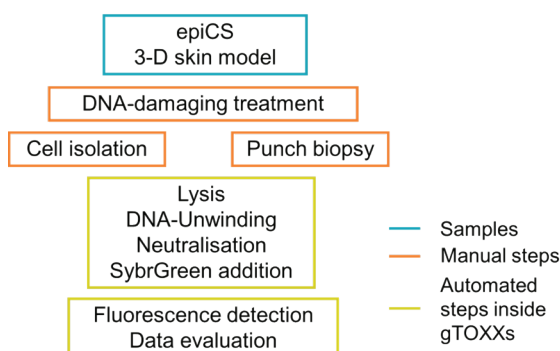 epiCS
3-D skin model
DNA-damaging treatment
Cell isolation
Punch biopsy
Lysis
DNA-Unwinding
Neutralisation
SybrGreen addition
Fluorescence detection
Data evaluation
Samples
Manual steps
Automated
steps inside
gTOXXs